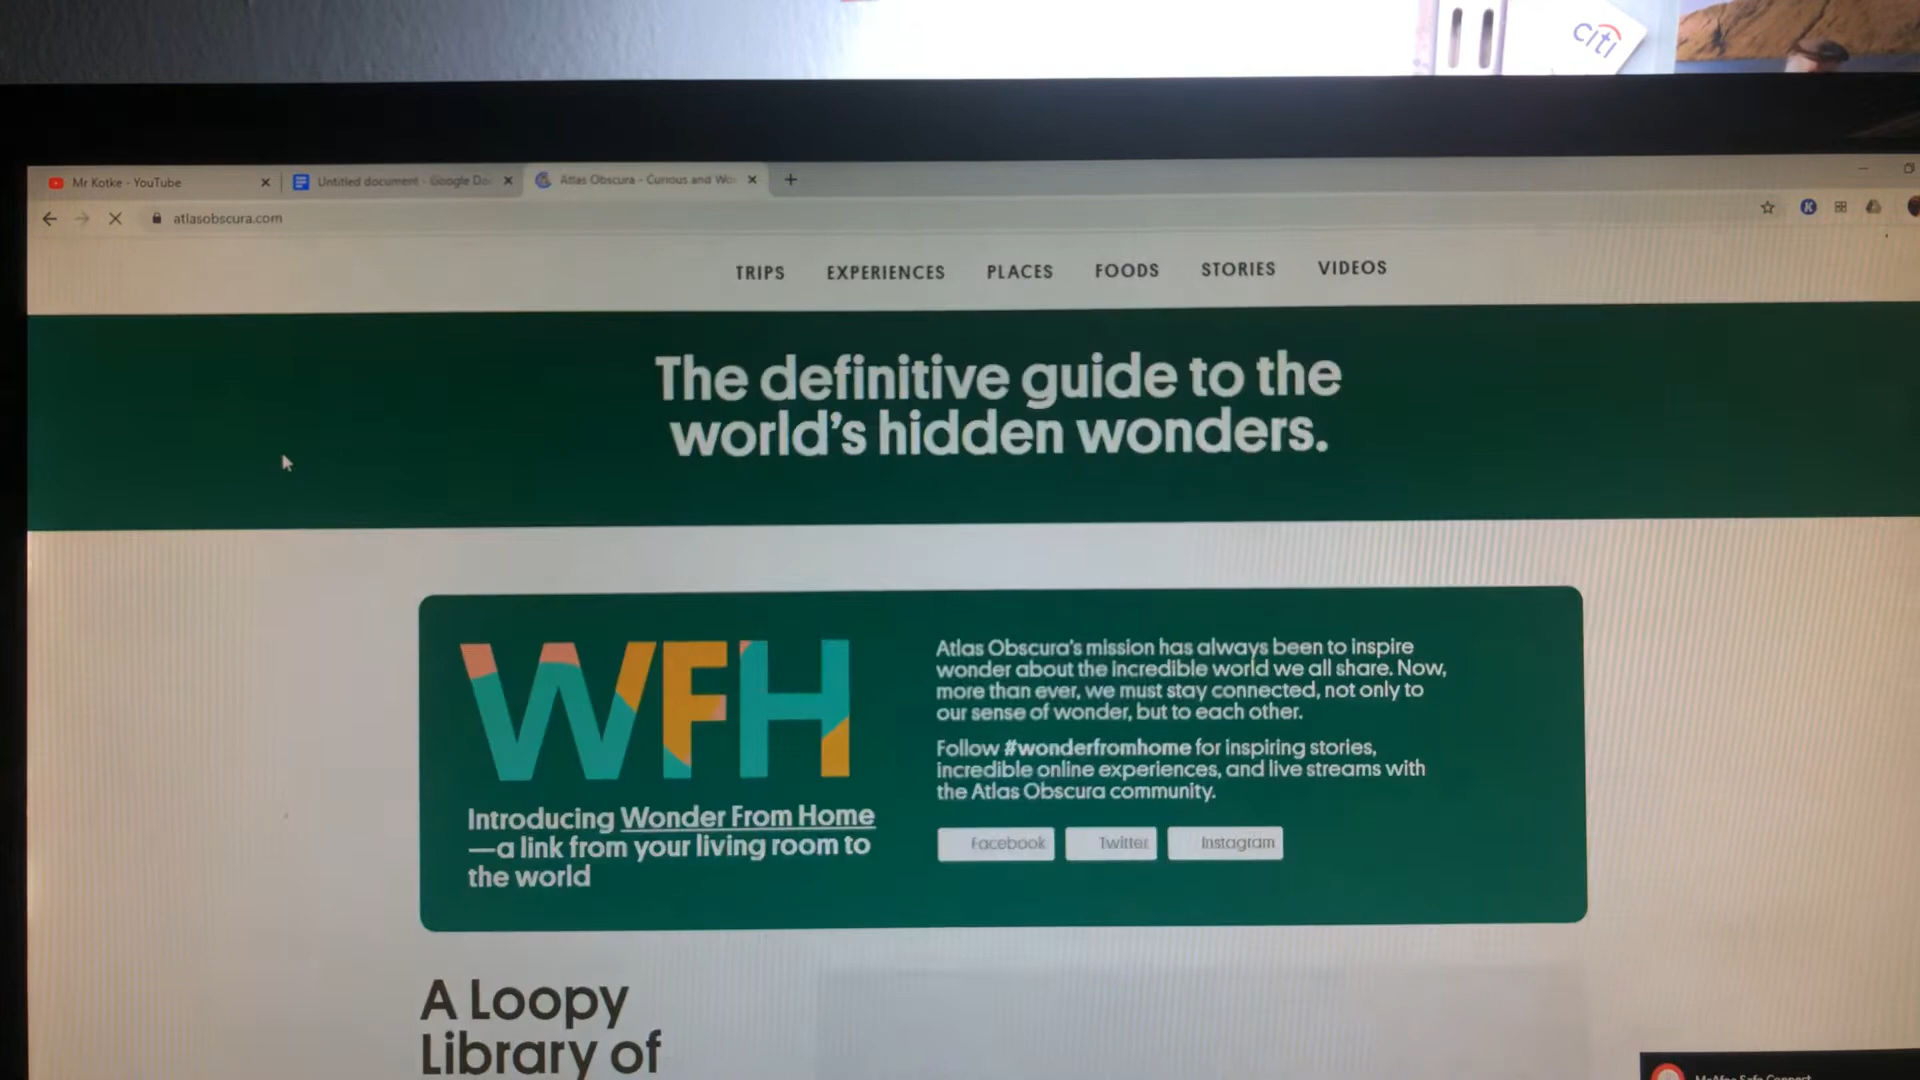 citi
Mr Kotke - YouTube
Untitled document - Google Do
Atlas Obscura - Curious and Wo
atlasobscura.com
TRIPS EXPERIENCES PLACES FOODS STORIES VIDEOS
The definitive guide to the
world's hidden wonders.
WFH
Introducing Wonder From Home
—a link from your living room to
the world
Atlas Obscura's mission has always been to inspire
wonder about the incredible world we all share. Now,
more than ever, we must stay connected, not only to
our sense of wonder, but to each other.
Follow #wonderfromhome for inspiring stories,
incredible online experiences, and live streams with
the Atlas Obscura community.
Facebook Twitter Instagram
A Loopy
Library of
McAfee Safe Connect